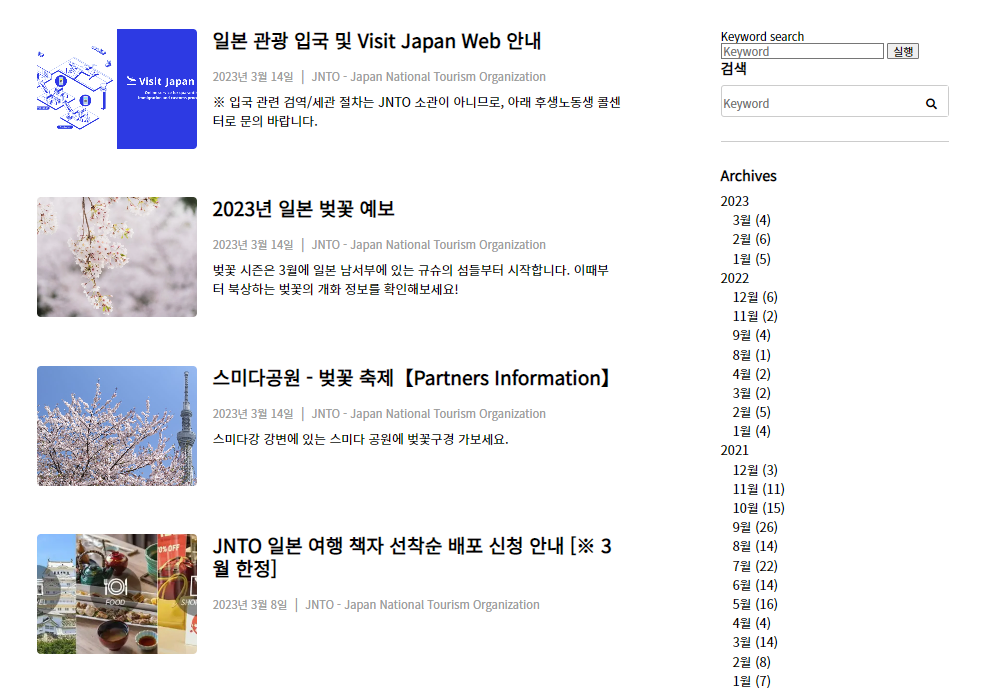 Visit Japan
일본 관광 입국 및 Visit Japan Web 안내
2023년 3월 14일 | JNTO - Japan National Tourism Organization
※ 입국 관련 검역/세관 절차는 JNTO 소관이 아니므로, 아래 후생노동생 콜센
터로 문의 바랍니다.
2023년 일본 벚꽃 예보
2023년 3월 14일 | JNTO - Japan National Tourism Organization
벚꽃 시즌은 3월에 일본 남서부에 있는 규슈의 섬들부터 시작합니다. 이때부
터 북상하는 벚꽃의 개화 정보를 확인해보세요!
스미다공원 - 벚꽃 축제【Partners Information】
2023년 3월 14일 | JNTO - Japan National Tourism Organization
스미다강 강변에 있는 스미다 공원에 벚꽃구경 가보세요.
FOOD
JNTO 일본 여행 책자 선착순 배포 신청 안내 [※ 3
월 한정]
2023년 3월 8일 | JNTO - Japan National Tourism Organization
Keyword search
Keyword 실행
검색
Keyword
Archives
2023
3월 (4)
2월 (6)
1월 (5)
2022
12월 (6)
11월 (2)
9월 (4)
8월 (1)
4월 (2)
3월 (2)
2월 (5)
1월 (4)
2021
12월 (3)
11월 (11)
10월 (15)
9월 (26)
8월 (14)
7월 (22)
6월 (14)
5월 (16)
4월 (4)
3월 (14)
2월 (8)
1월 (7)